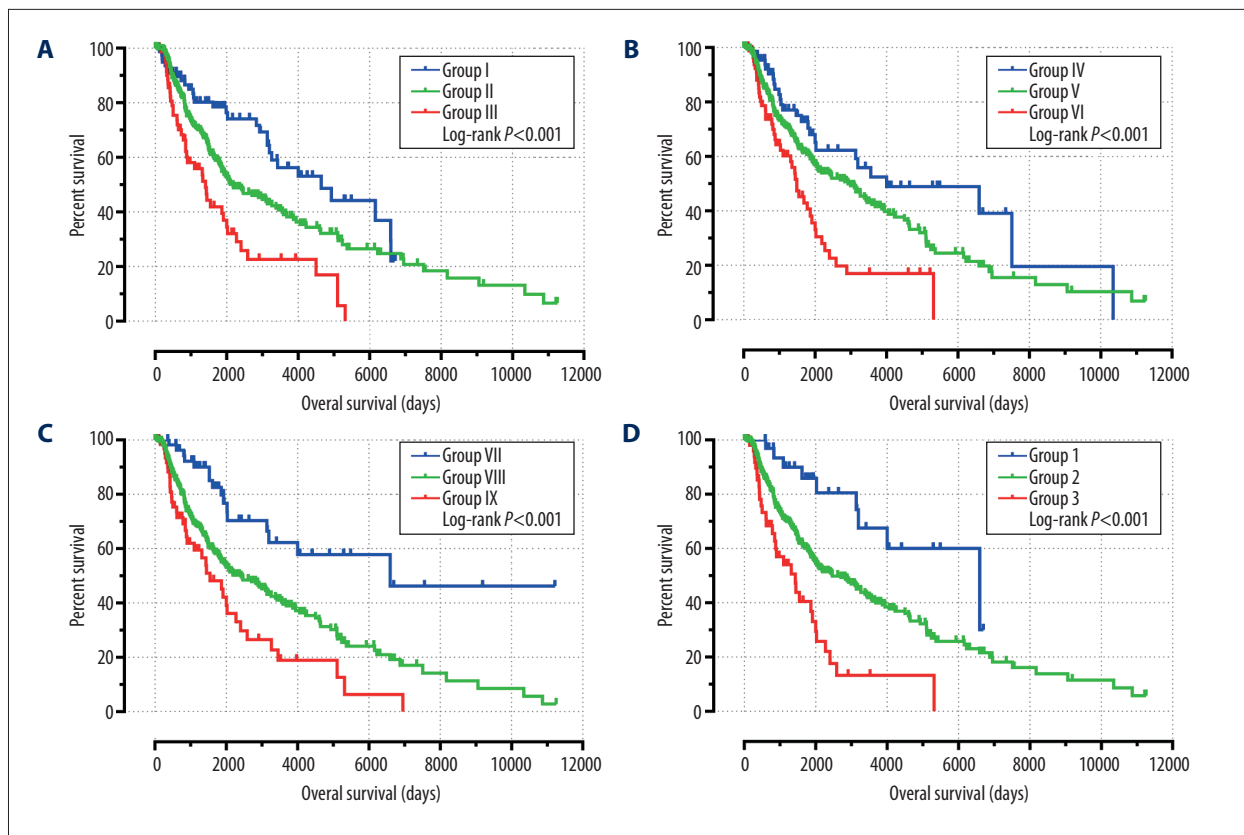 A
Percent survival
100
80
60
40
20
0
Group I
Group II
Group III
Log-rank P<0.001
0 2000 4000 6000 8000 10000 12000
Overal survival (days)
B
Percent survival
100
80
60
40
20
0
Group IV
Group V
Group VI
Log-rank P<0.001
0 2000 4000 6000 8000 10000 12000
Overal survival (days)
C
Percent survival
100
80
60
40
20
0
Group VII
Group VIII
Group IX
Log-rank P<0.001
0 2000 4000 6000 8000 10000 12000
Overal survival (days)
D
Percent survival
100
80
60
40
20
0
Group 1
Group 2
Group 3
Log-rank P<0.001
0 2000 4000 6000 8000 10000 12000
Overal survival (days)